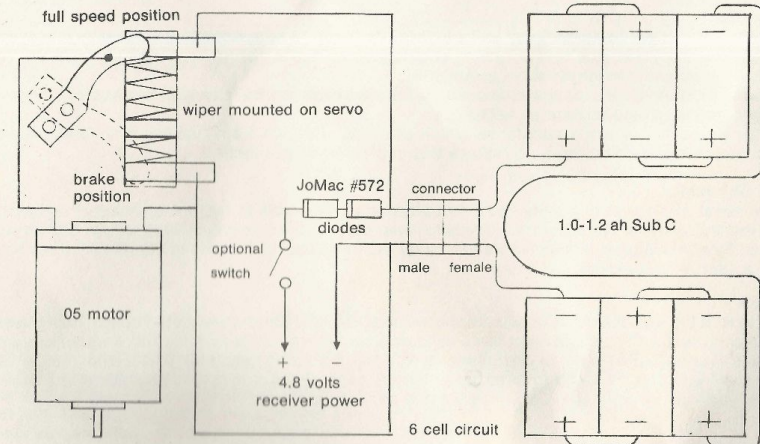 full speed position
wiper mounted on servo
brake
position
JoMac #572
diodes
connector
male female
1.0-1.2 ah Sub C
optional
switch
05 motor
+ −
4.8 volts
receiver power
6 cell circuit
− + −
+ − +
− + −
+ − +